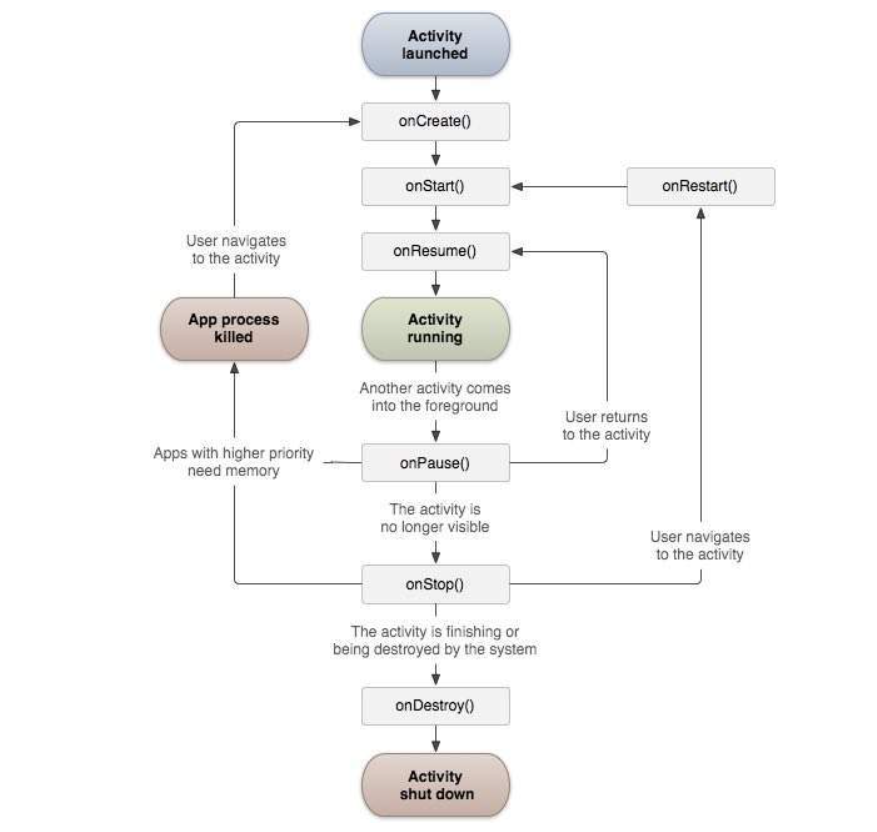 Activity
launched
onCreate()
onStart()
onRestart()
onResume()
User navigates
to the activity
App process
killed
Activity
running
Another activity comes
into the foreground
User returns
to the activity
Apps with higher priority
need memory
onPause()
The activity is
no longer visible
User navigates
to the activity
onStop()
The activity is finishing or
being destroyed by the system
onDestroy()
Activity
shut down